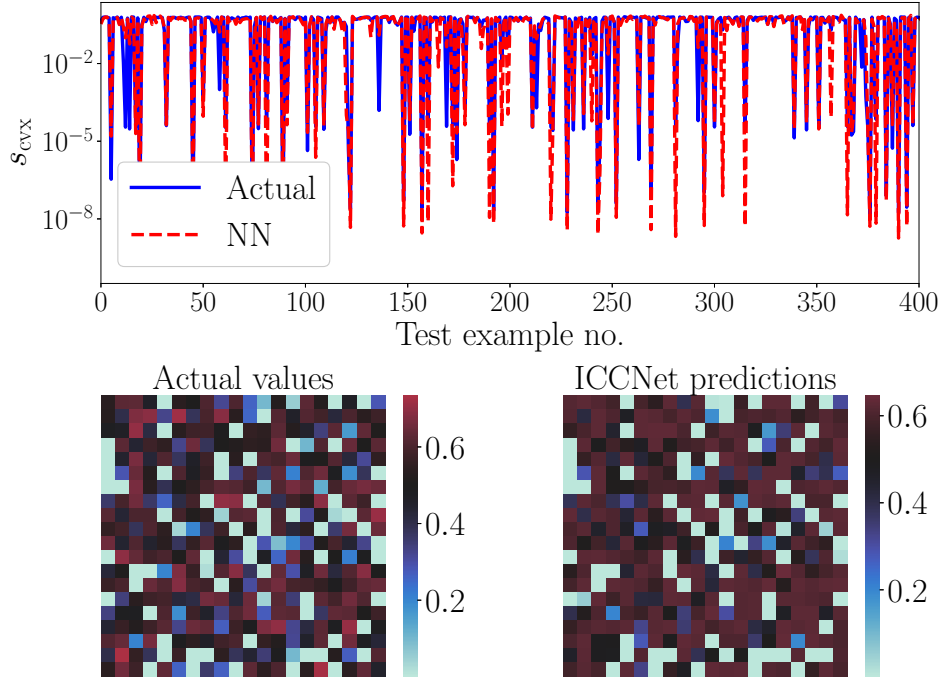 10⁻²
10⁻⁵
10⁻⁸
s_cvx
Actual
NN
0 50 100 150 200 250 300 350 400
Test example no.
Actual values
0.6
0.4
0.2
ICCNet predictions
0.6
0.4
0.2